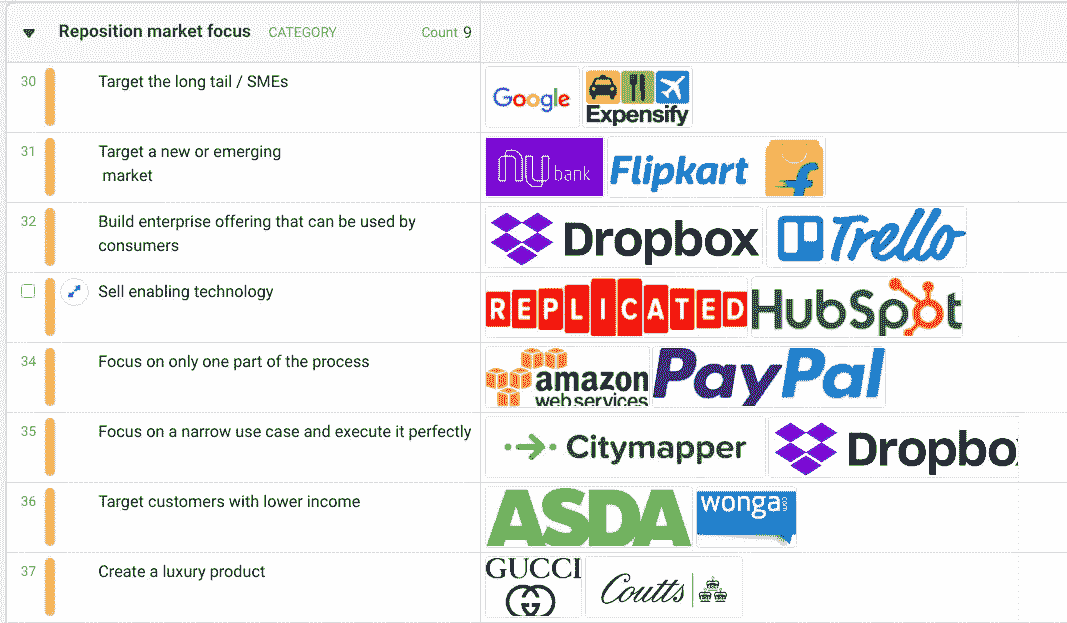 Reposition market focus CATEGORY Count 9
30 Target the long tail / SMEs Google Expensify
31 Target a new or emerging
market nu bank Flipkart f
32 Build enterprise offering that can be used by
consumers Dropbox Trello
Sell enabling technology REPLICATED HubSpot
34 Focus on only one part of the process amazon
webservices PayPal
35 Focus on a narrow use case and execute it perfectly Citymapper Dropbo
36 Target customers with lower income ASDA wonga
37 Create a luxury product GUCCI Coutts